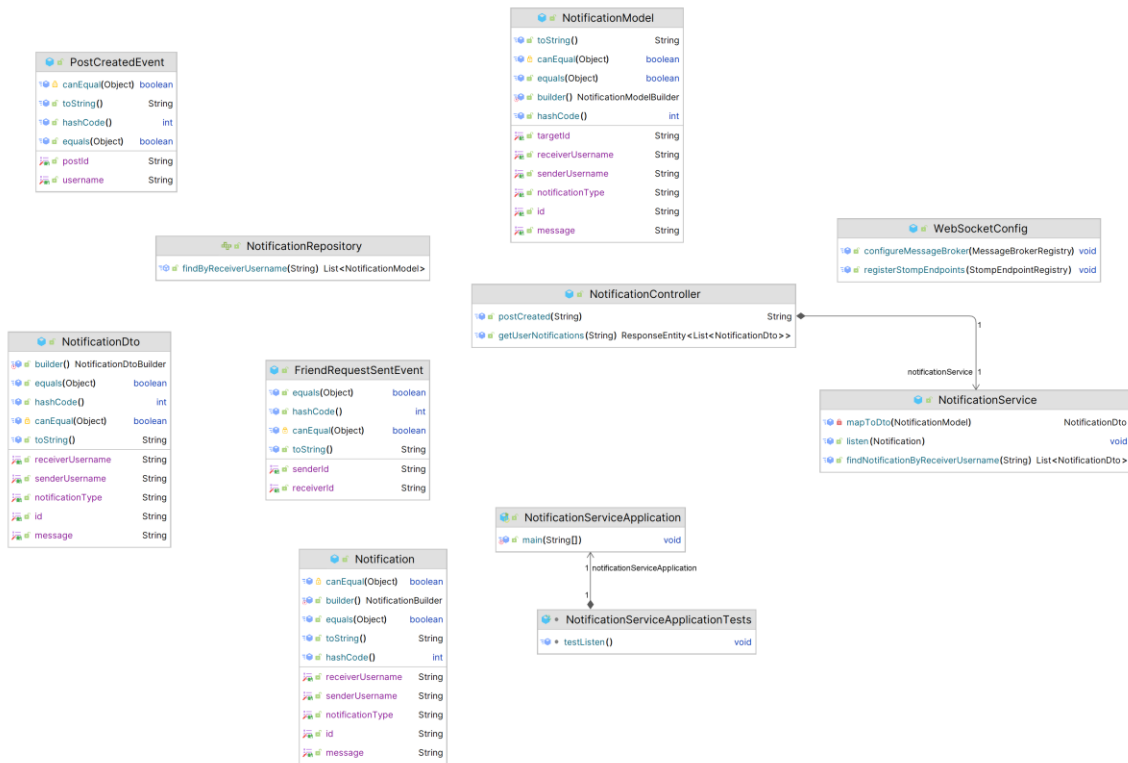 NotificationModel
toString() String
canEqual(Object) boolean
equals(Object) boolean
builder() NotificationModelBuilder
hashCode() int
targetId String
receiverUsername String
senderUsername String
notificationType String
id String
message String
PostCreatedEvent
canEqual(Object) boolean
toString() String
hashCode() int
equals(Object) boolean
postId String
username String
NotificationRepository
findByReceiverUsername(String) List<NotificationModel>
WebSocketConfig
configureMessageBroker(MessageBrokerRegistry) void
registerStompEndpoints(StompEndpointRegistry) void
NotificationController
postCreated(String) String
getUserNotifications(String) ResponseEntity<List<NotificationDto>>
1
notificationService 1
NotificationDto
builder() NotificationDtoBuilder
equals(Object) boolean
hashCode() int
canEqual(Object) boolean
toString() String
receiverUsername String
senderUsername String
notificationType String
id String
message String
FriendRequestSentEvent
equals(Object) boolean
hashCode() int
canEqual(Object) boolean
toString() String
senderId String
receiverId String
NotificationService
mapToDto(NotificationModel) NotificationDto
listen(Notification) void
findNotificationByReceiverUsername(String) List<NotificationDto>
NotificationServiceApplication
main(String[]) void
1 notificationServiceApplication
1
NotificationServiceApplicationTests
testListen() void
Notification
canEqual(Object) boolean
builder() NotificationBuilder
equals(Object) boolean
toString() String
hashCode() int
receiverUsername String
senderUsername String
notificationType String
id String
message String